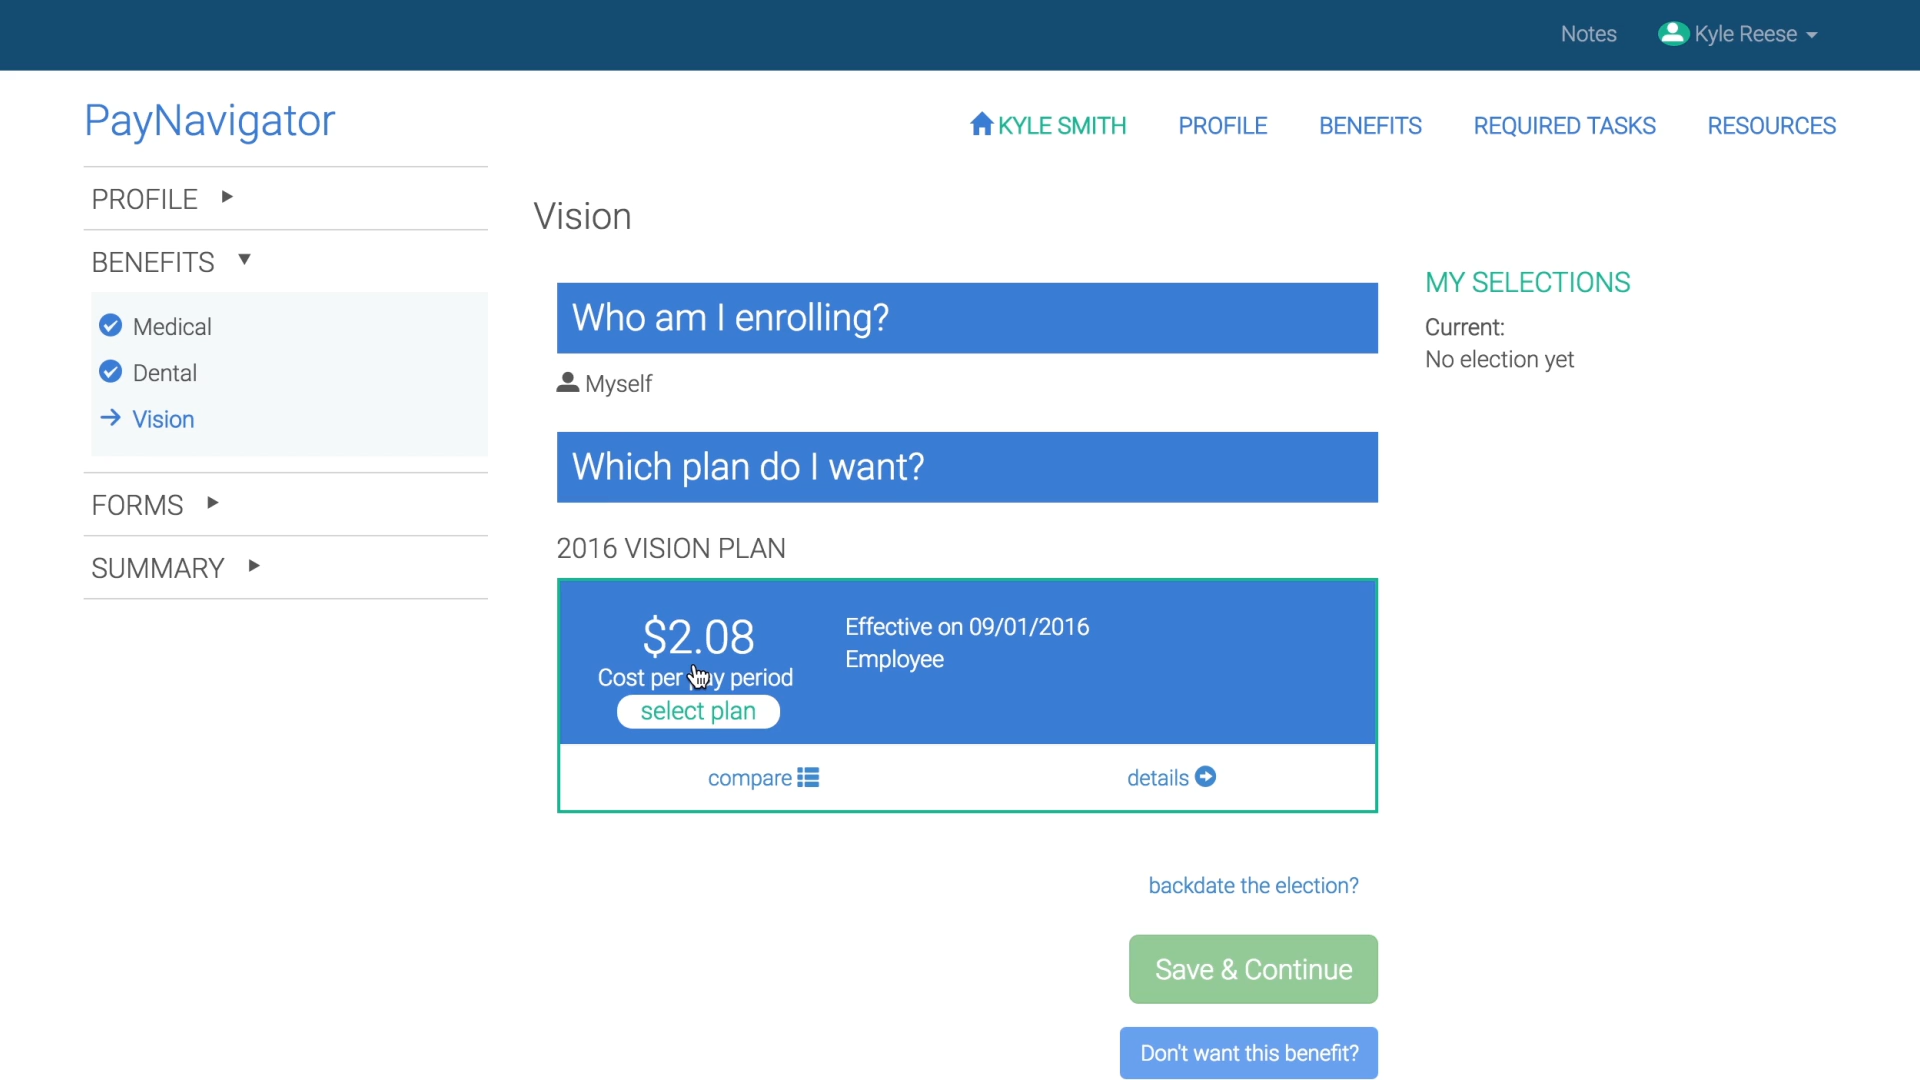 Notes
Kyle Reese
PayNavigator
KYLE SMITH
PROFILE
BENEFITS
REQUIRED TASKS
RESOURCES
PROFILE
BENEFITS
Medical
Dental
Vision
FORMS
SUMMARY
Vision
Who am I enrolling?
Myself
Which plan do I want?
2016 VISION PLAN
$2.08
Cost per pay period
select plan
Effective on 09/01/2016
Employee
compare
details
backdate the election?
Save & Continue
Don't want this benefit?
MY SELECTIONS
Current:
No election yet